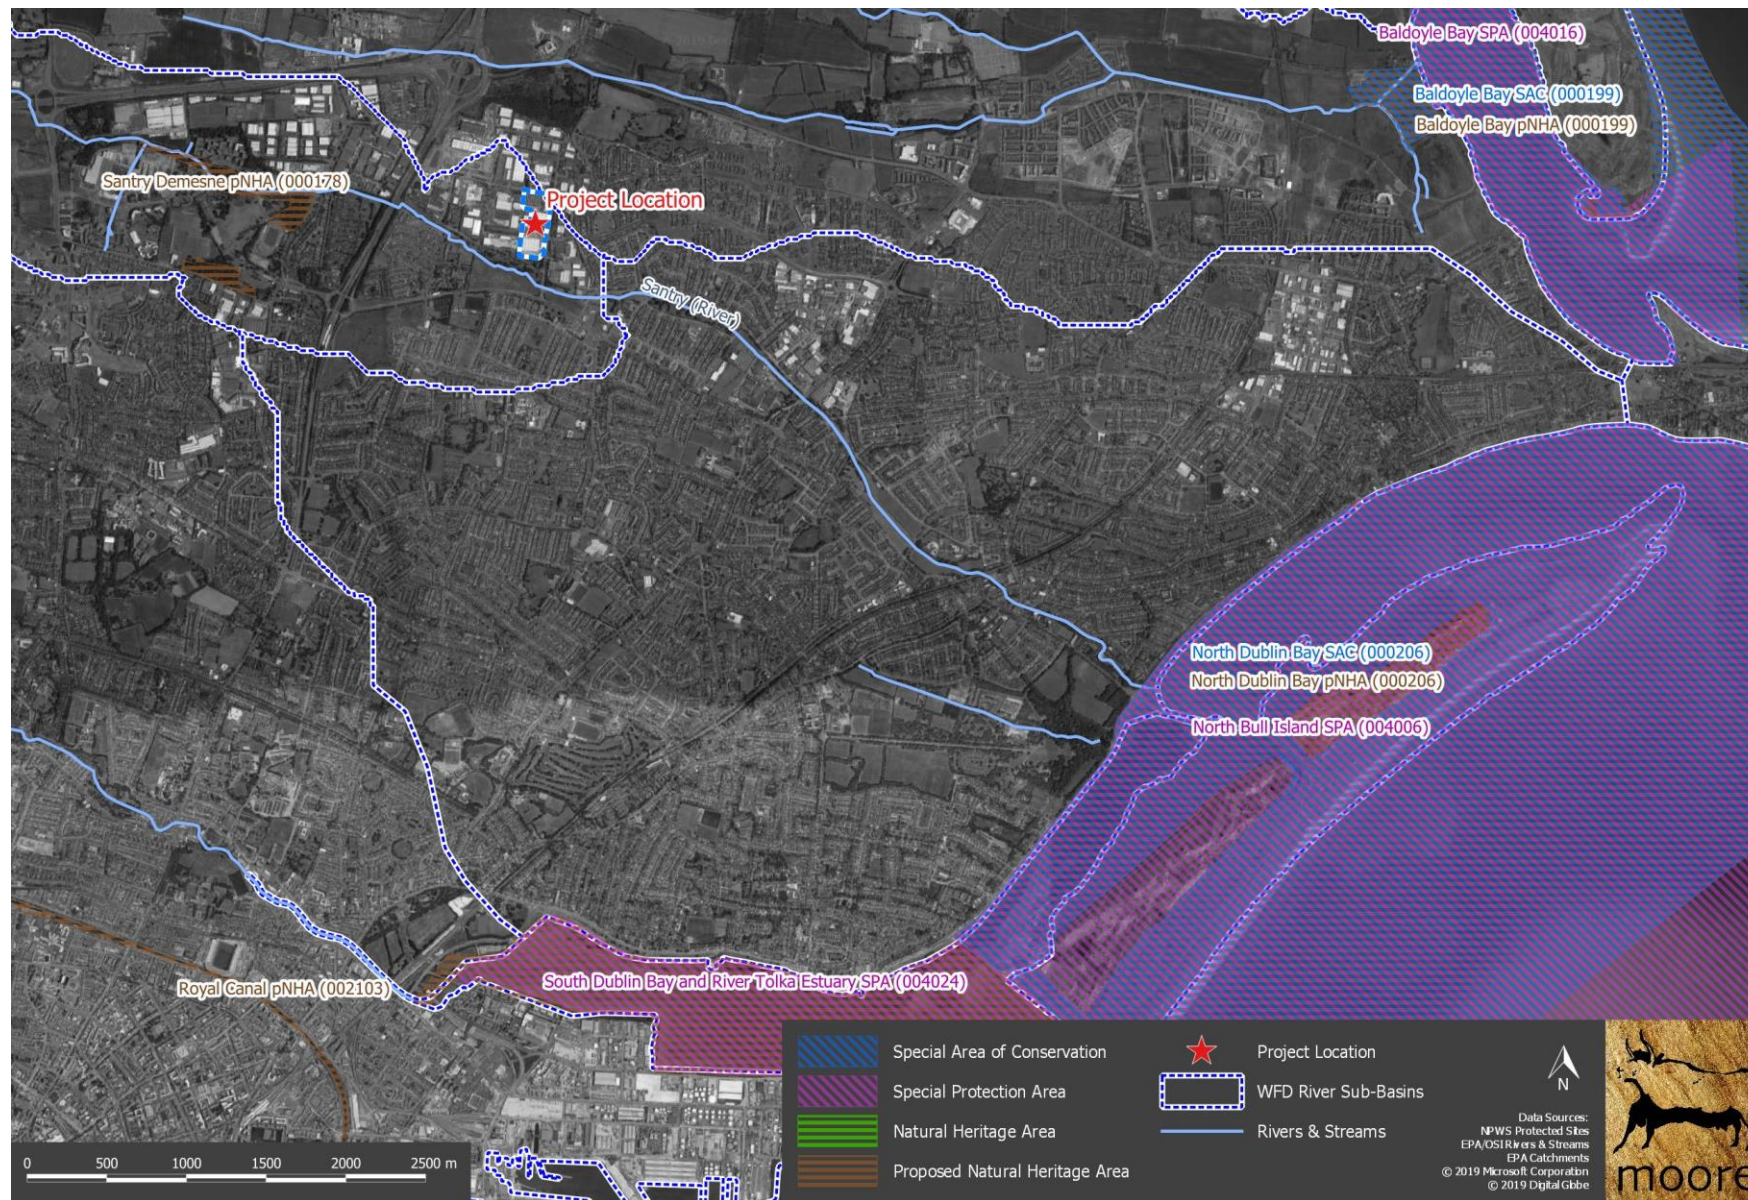 Baldoyle Bay SPA (004016)
Baldoyle Bay SAC (000199)
Baldoyle Bay pNHA (000199)
Santry Demesne pNHA (000178)
Project Location
Santry (River)
North Dublin Bay SAC (000206)
North Dublin Bay pNHA (000206)
North Bull Island SPA (004006)
South Dublin Bay and River Tolka Estuary SPA (004024)
Royal Canal pNHA (002103)
Special Area of Conservation
Special Protection Area
Natural Heritage Area
Proposed Natural Heritage Area
Project Location
WFD River Sub-Basins
Rivers & Streams
N
Data Sources:
NPWS Protected Sites
EPA/OSI Rivers & Streams
EPA Catchments
© 2019 Microsoft Corporation
© 2019 Digital Globe
moore
0 500 1000 1500 2000 2500 m